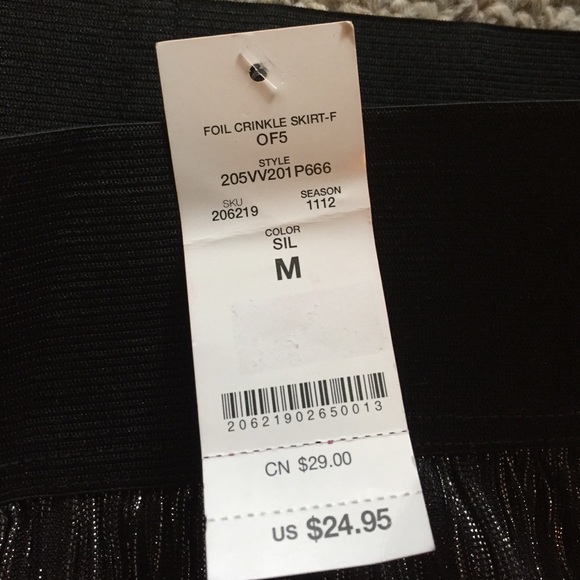 FOIL CRINKLE SKIRT-F
OF5
STYLE
205VV201P666
SKU SEASON
206219 1112
COLOR
SIL
M
20621902650013
CN $29.00
US $24.95